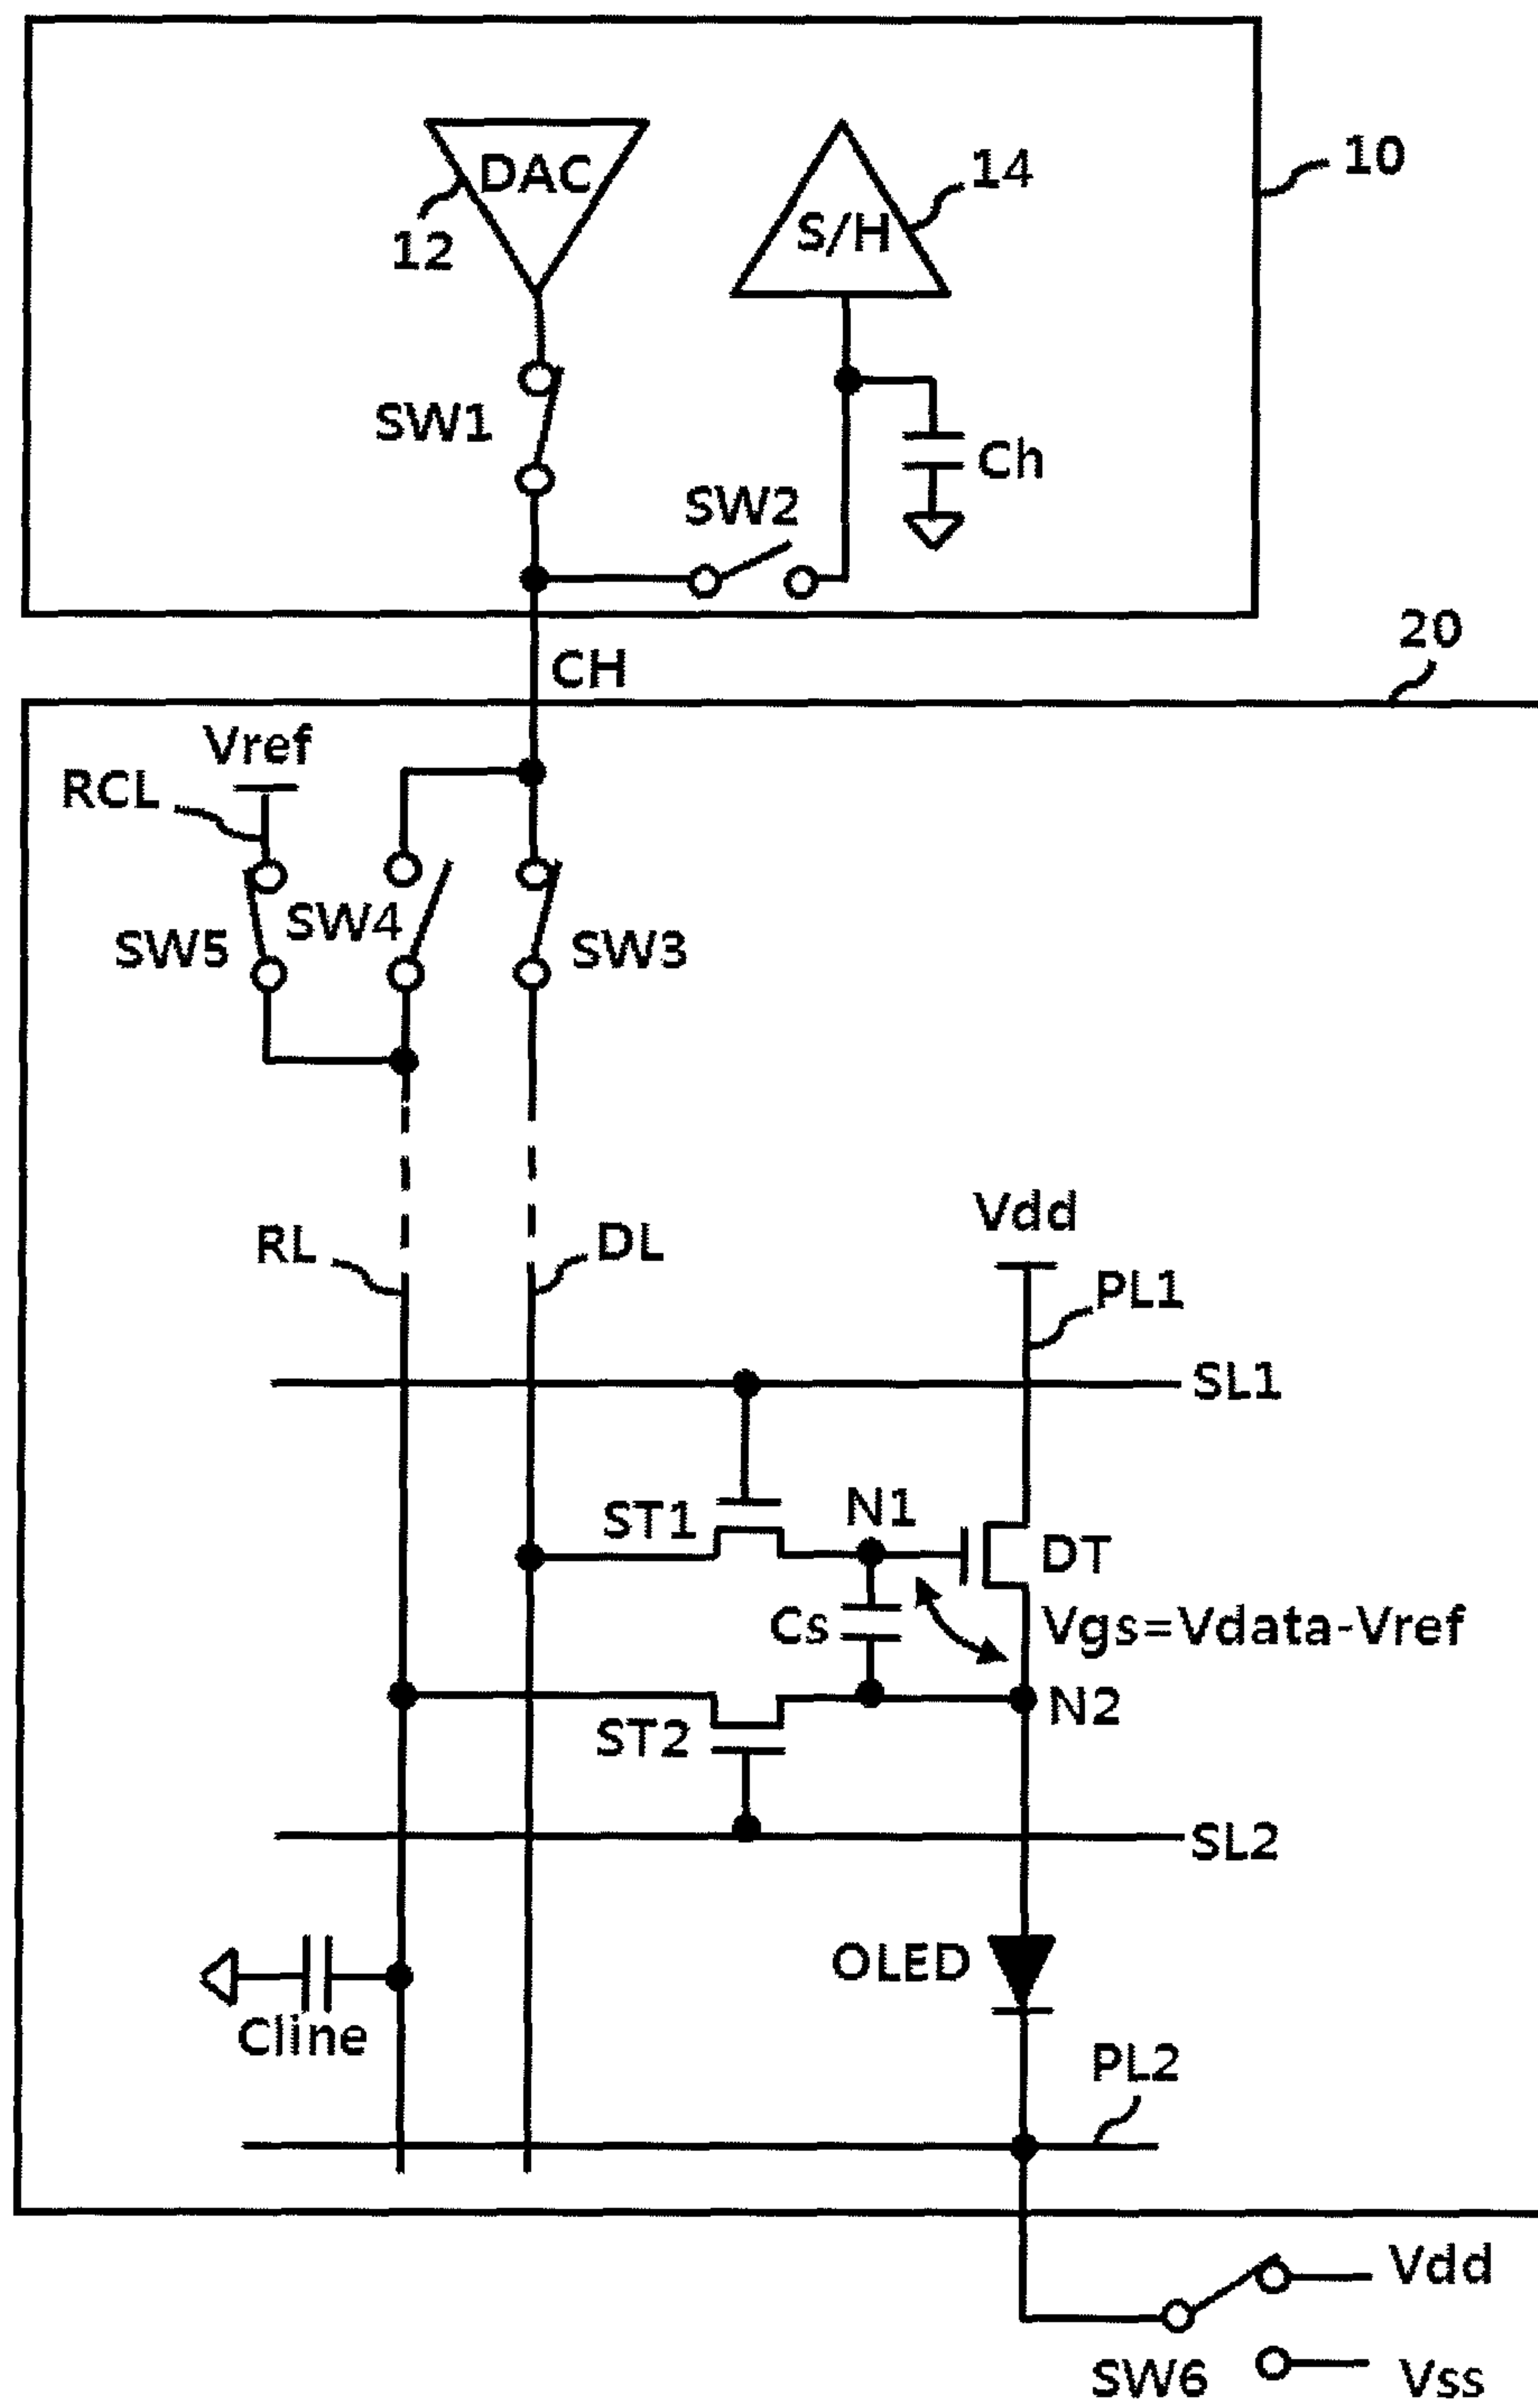 10
DAC
14
S/H
12
SW1
Ch
SW2
20
CH
Vref
RCL
SW4
SW5
SW3
Vdd
RL
DL
PL1
SL1
ST1
N1
DT
Cs
Vgs=Vdata-Vref
N2
ST2
SL2
OLED
Cline
PL2
Vdd
SW6
Vss